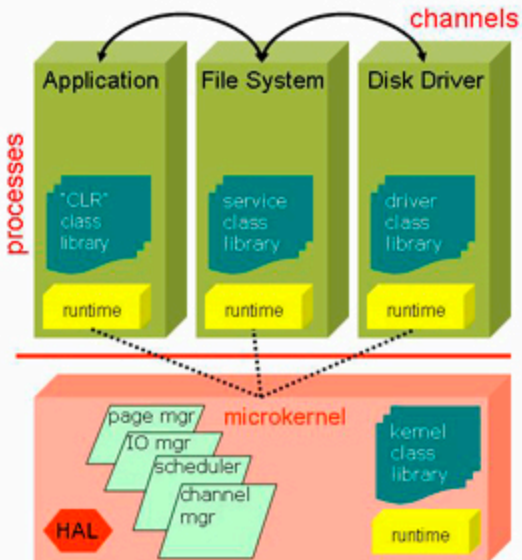 channels
Application
File System
Disk Driver
processes
"CLR"
class
library
service
class
library
driver
class
library
runtime
runtime
runtime
microkernel
page mgr
IO mgr
scheduler
channel
mgr
kernel
class
library
HAL
runtime